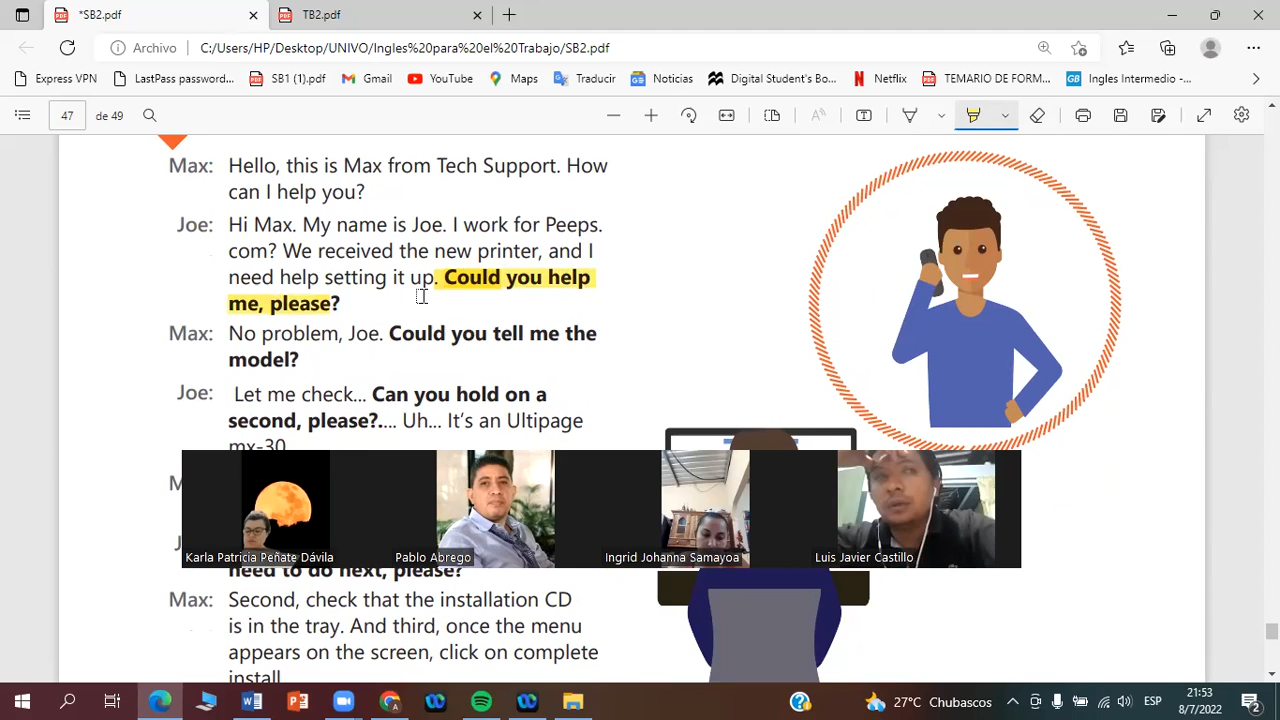 *SB2.pdf
TB2.pdf
Archivo
C:/Users/HP/Desktop/UNIVO/Ingles%20para%20el%20Trabajo/SB2.pdf
Express VPN
LastPass password...
SB1 (1).pdf
Gmail
YouTube
Maps
Traducir
Noticias
Digital Student's Bo...
Netflix
TEMARIO DE FORM...
Ingles Intermedio -...
47
de 49
Max: Hello, this is Max from Tech Support. How
can I help you?
Joe: Hi Max. My name is Joe. I work for Peeps.
com? We received the new printer, and I
need help setting it up. Could you help
me, please?
Max: No problem, Joe. Could you tell me the
model?
Joe: Let me check... Can you hold on a
second, please?.... Uh... It's an Ultipage
mx-30
Karla Patricia Peñate Dávila
Pablo Abrego
Ingrid Johanna Samayoa
Luis Javier Castillo
need to do next, please?
Max: Second, check that the installation CD
is in the tray. And third, once the menu
appears on the screen, click on complete
install
27°C Chubascos
ESP
21:53
8/7/2022
2